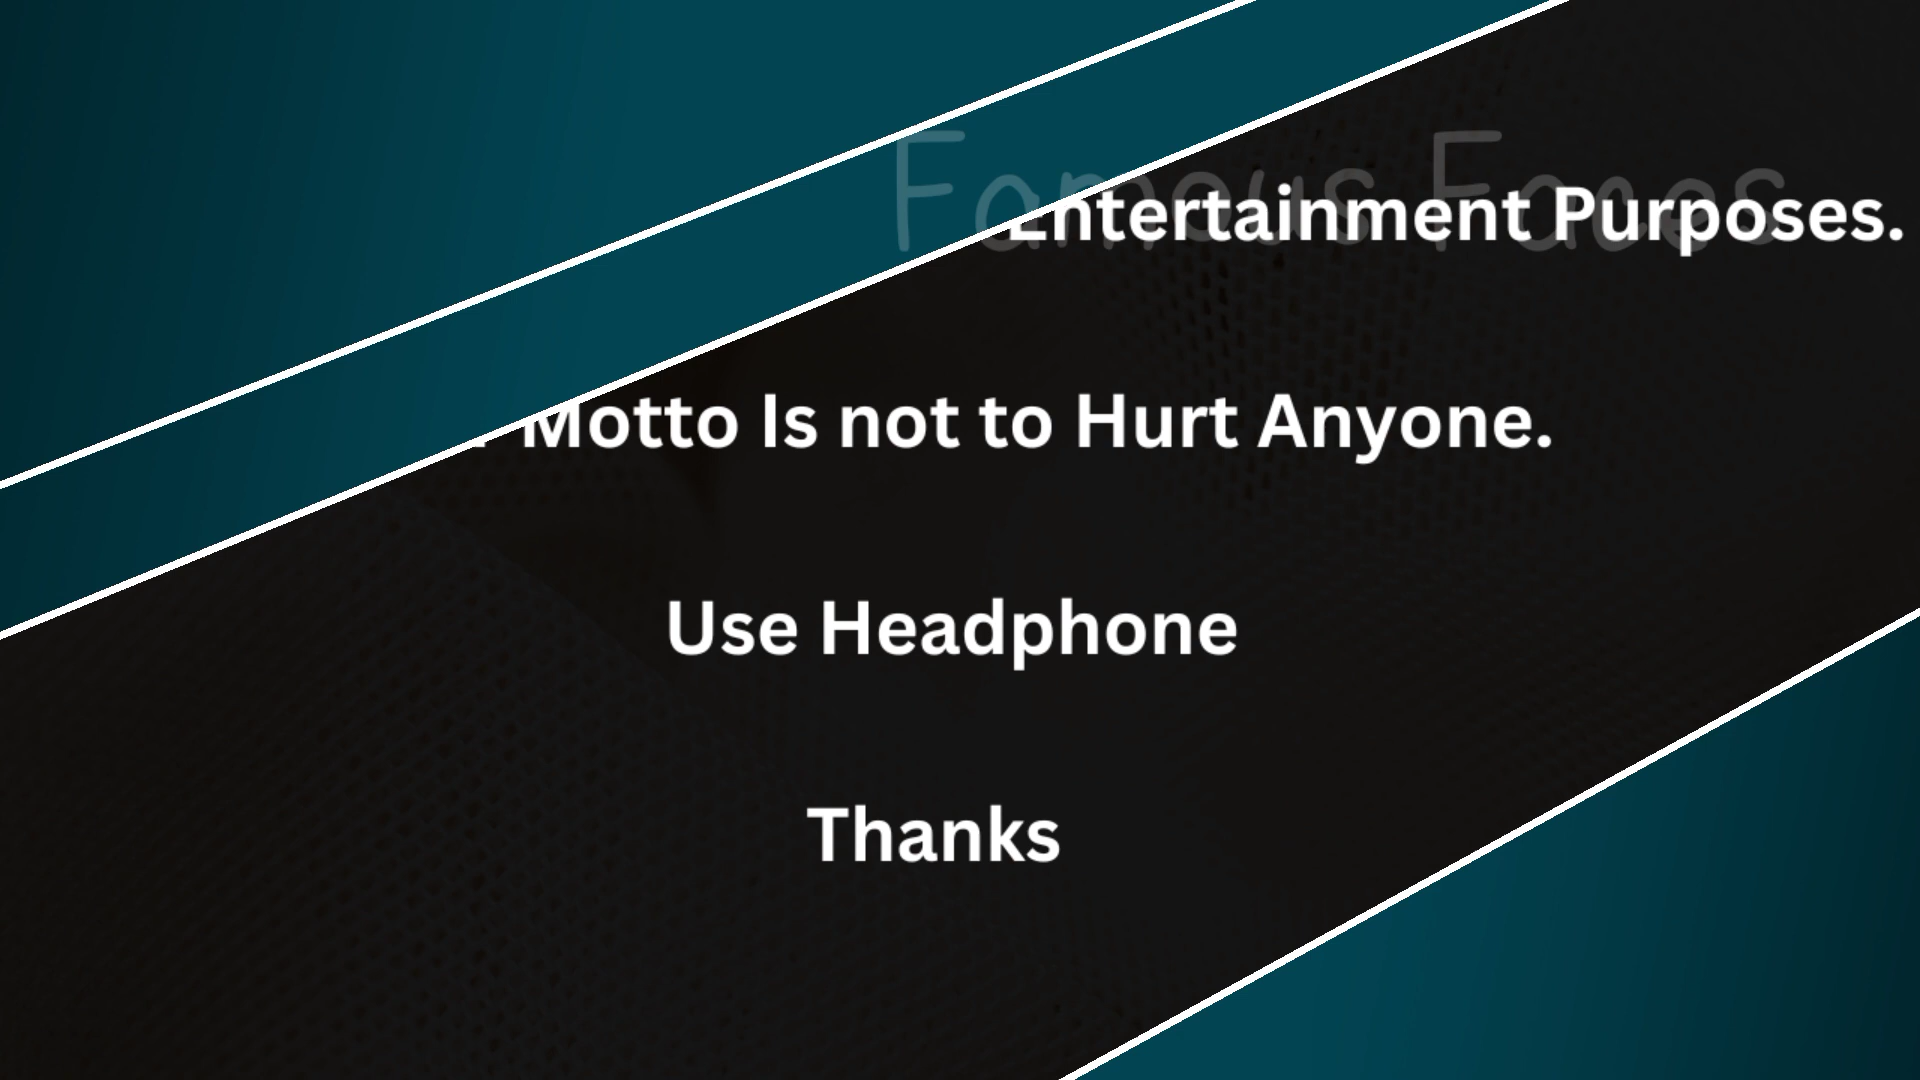 Famous Faces
Entertainment Purposes.
Motto Is not to Hurt Anyone.
Use Headphone
Thanks